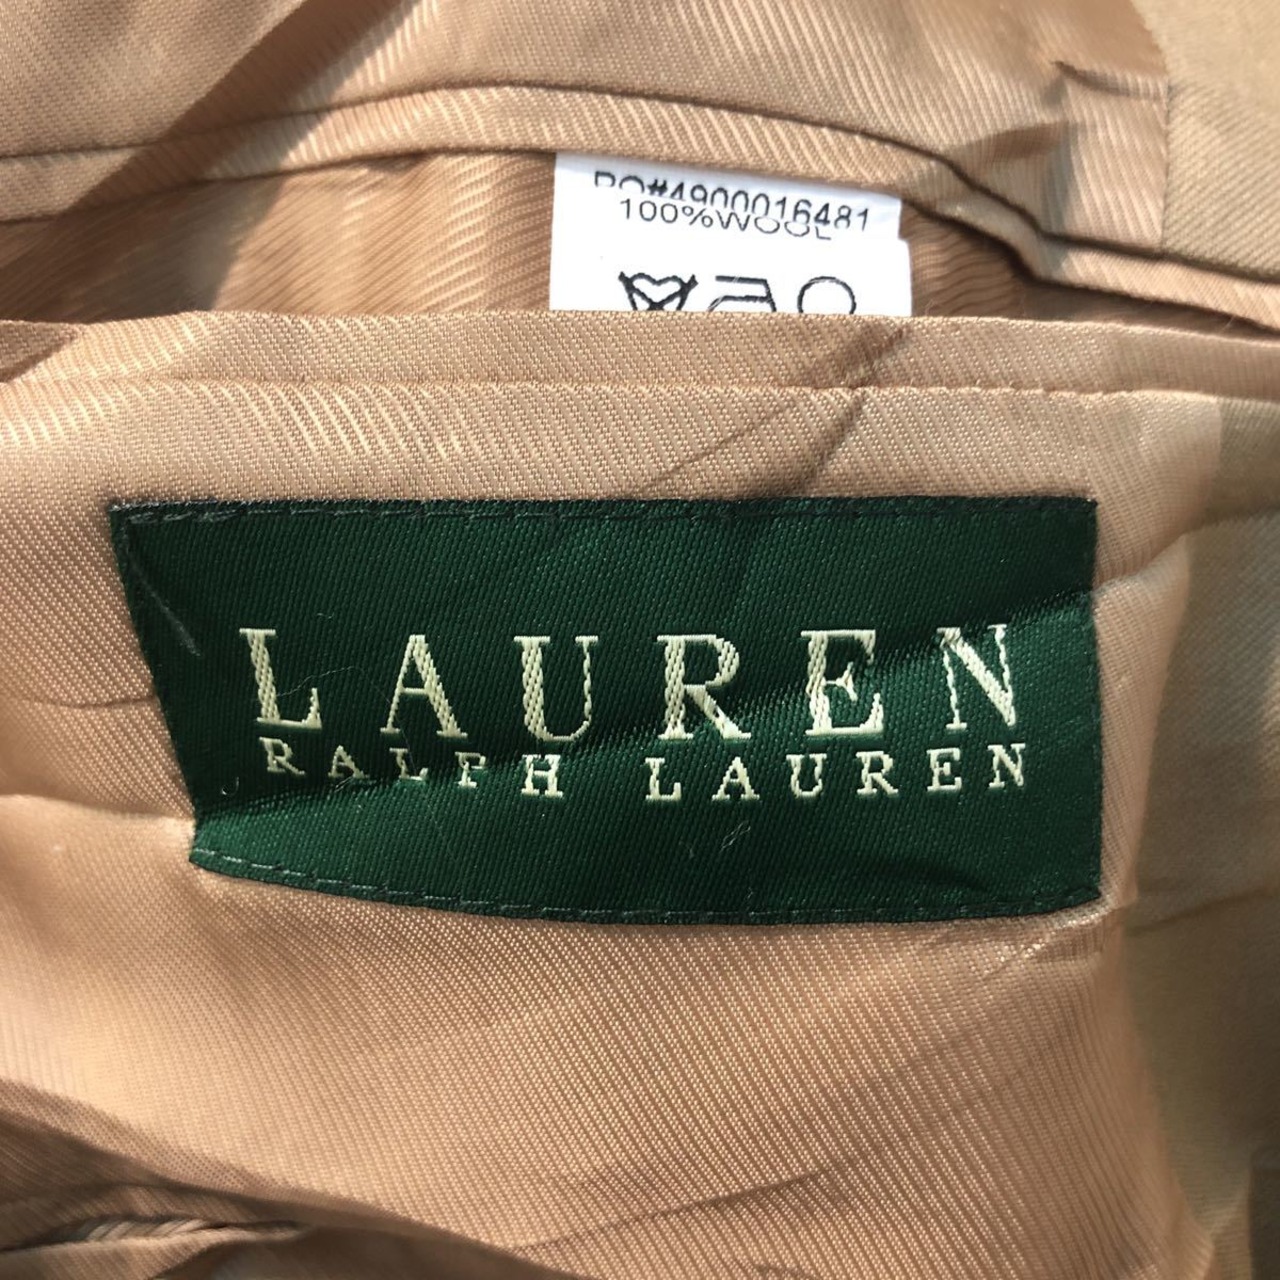 PO#4900016481
100%WOOL
LAUREN
RALPH LAUREN